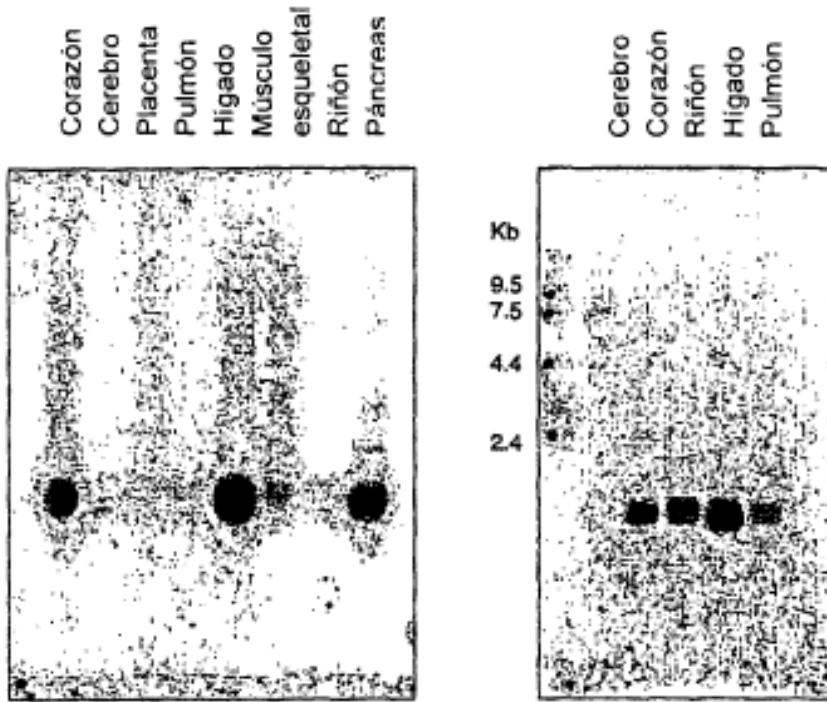 Corazón
Cerebro
Placenta
Pulmón
Hígado
Músculo
esqueletal
Riñón
Páncreas
Cerebro
Corazón
Riñón
Hígado
Pulmón
Kb
9.5
7.5
4.4
2.4